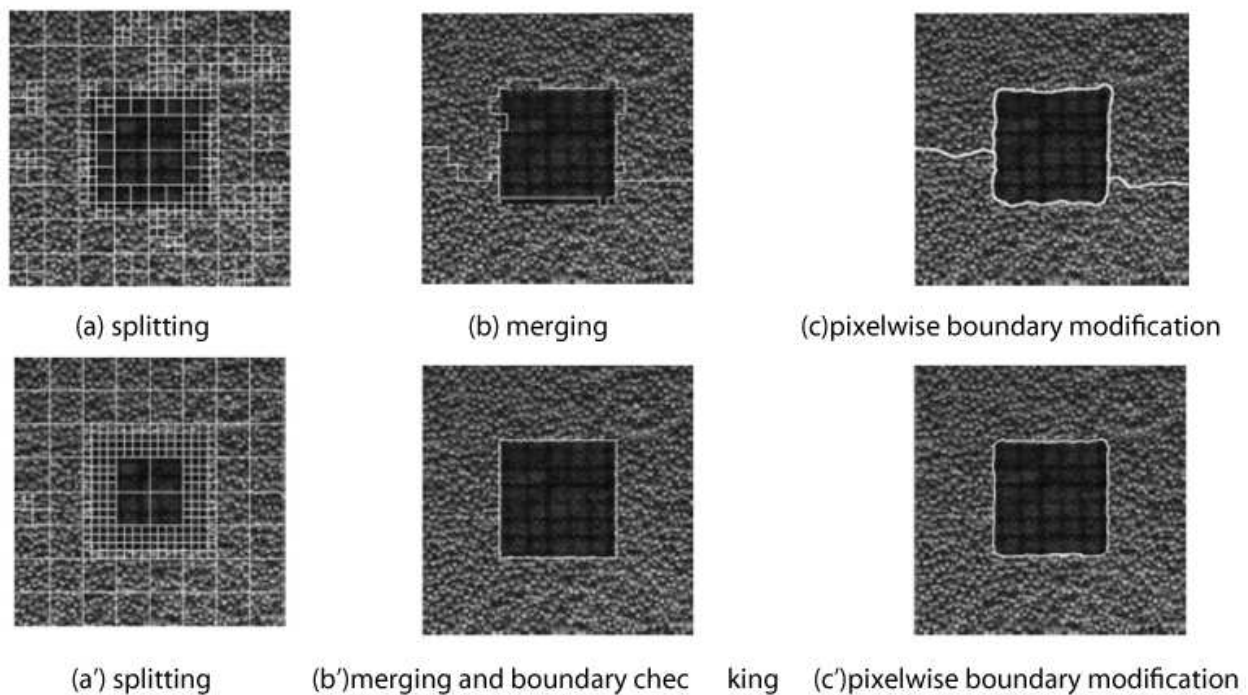 (a) splitting
(b) merging
(c)pixelwise boundary modification
(a') splitting
(b')merging and boundary chec king
(c')pixelwise boundary modification